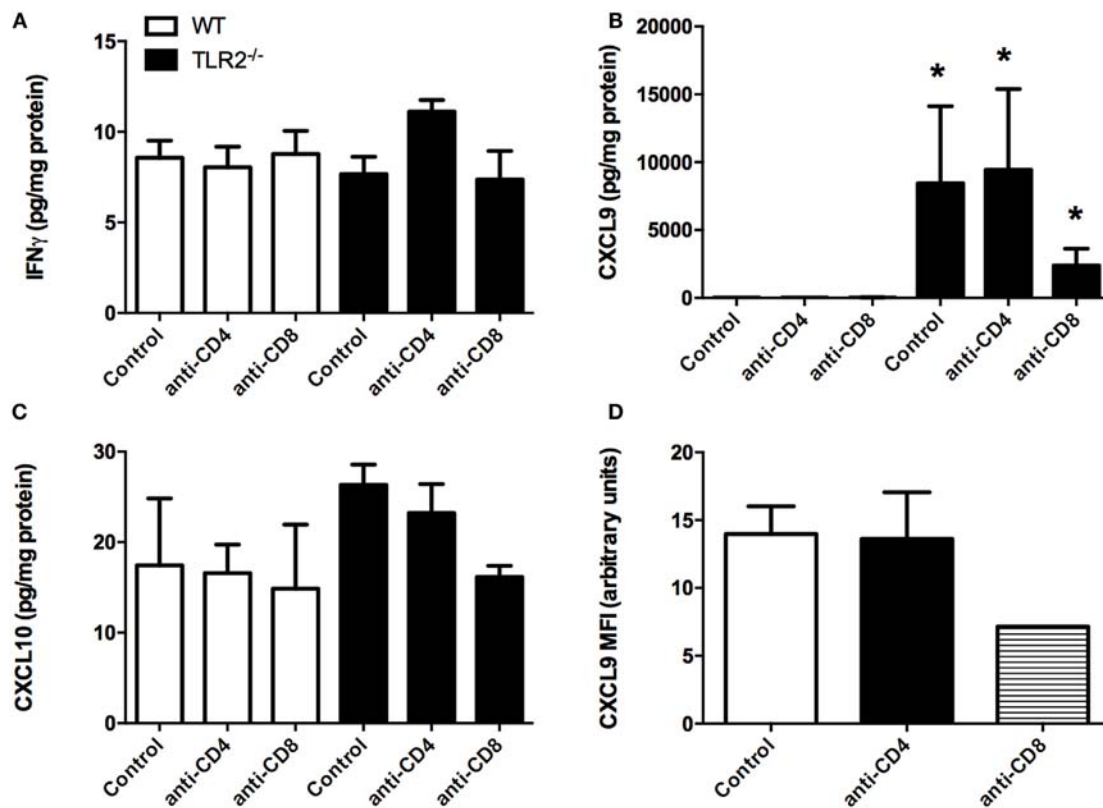 A
WT
TLR2-/-
IFNγ (pg/mg protein)
15
10
5
0
Control
anti-CD4
anti-CD8
Control
anti-CD4
anti-CD8
B
CXCL9 (pg/mg protein)
20000
15000
10000
5000
0
*
*
*
Control
anti-CD4
anti-CD8
Control
anti-CD4
anti-CD8
C
CXCL10 (pg/mg protein)
30
20
10
0
Control
anti-CD4
anti-CD8
Control
anti-CD4
anti-CD8
D
CXCL9 MFI (arbitrary units)
20
15
10
5
0
Control
anti-CD4
anti-CD8